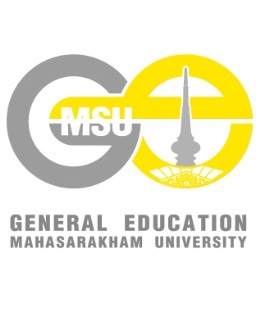 MSU
GENERAL EDUCATION
MAHASARAKHAM UNIVERSITY